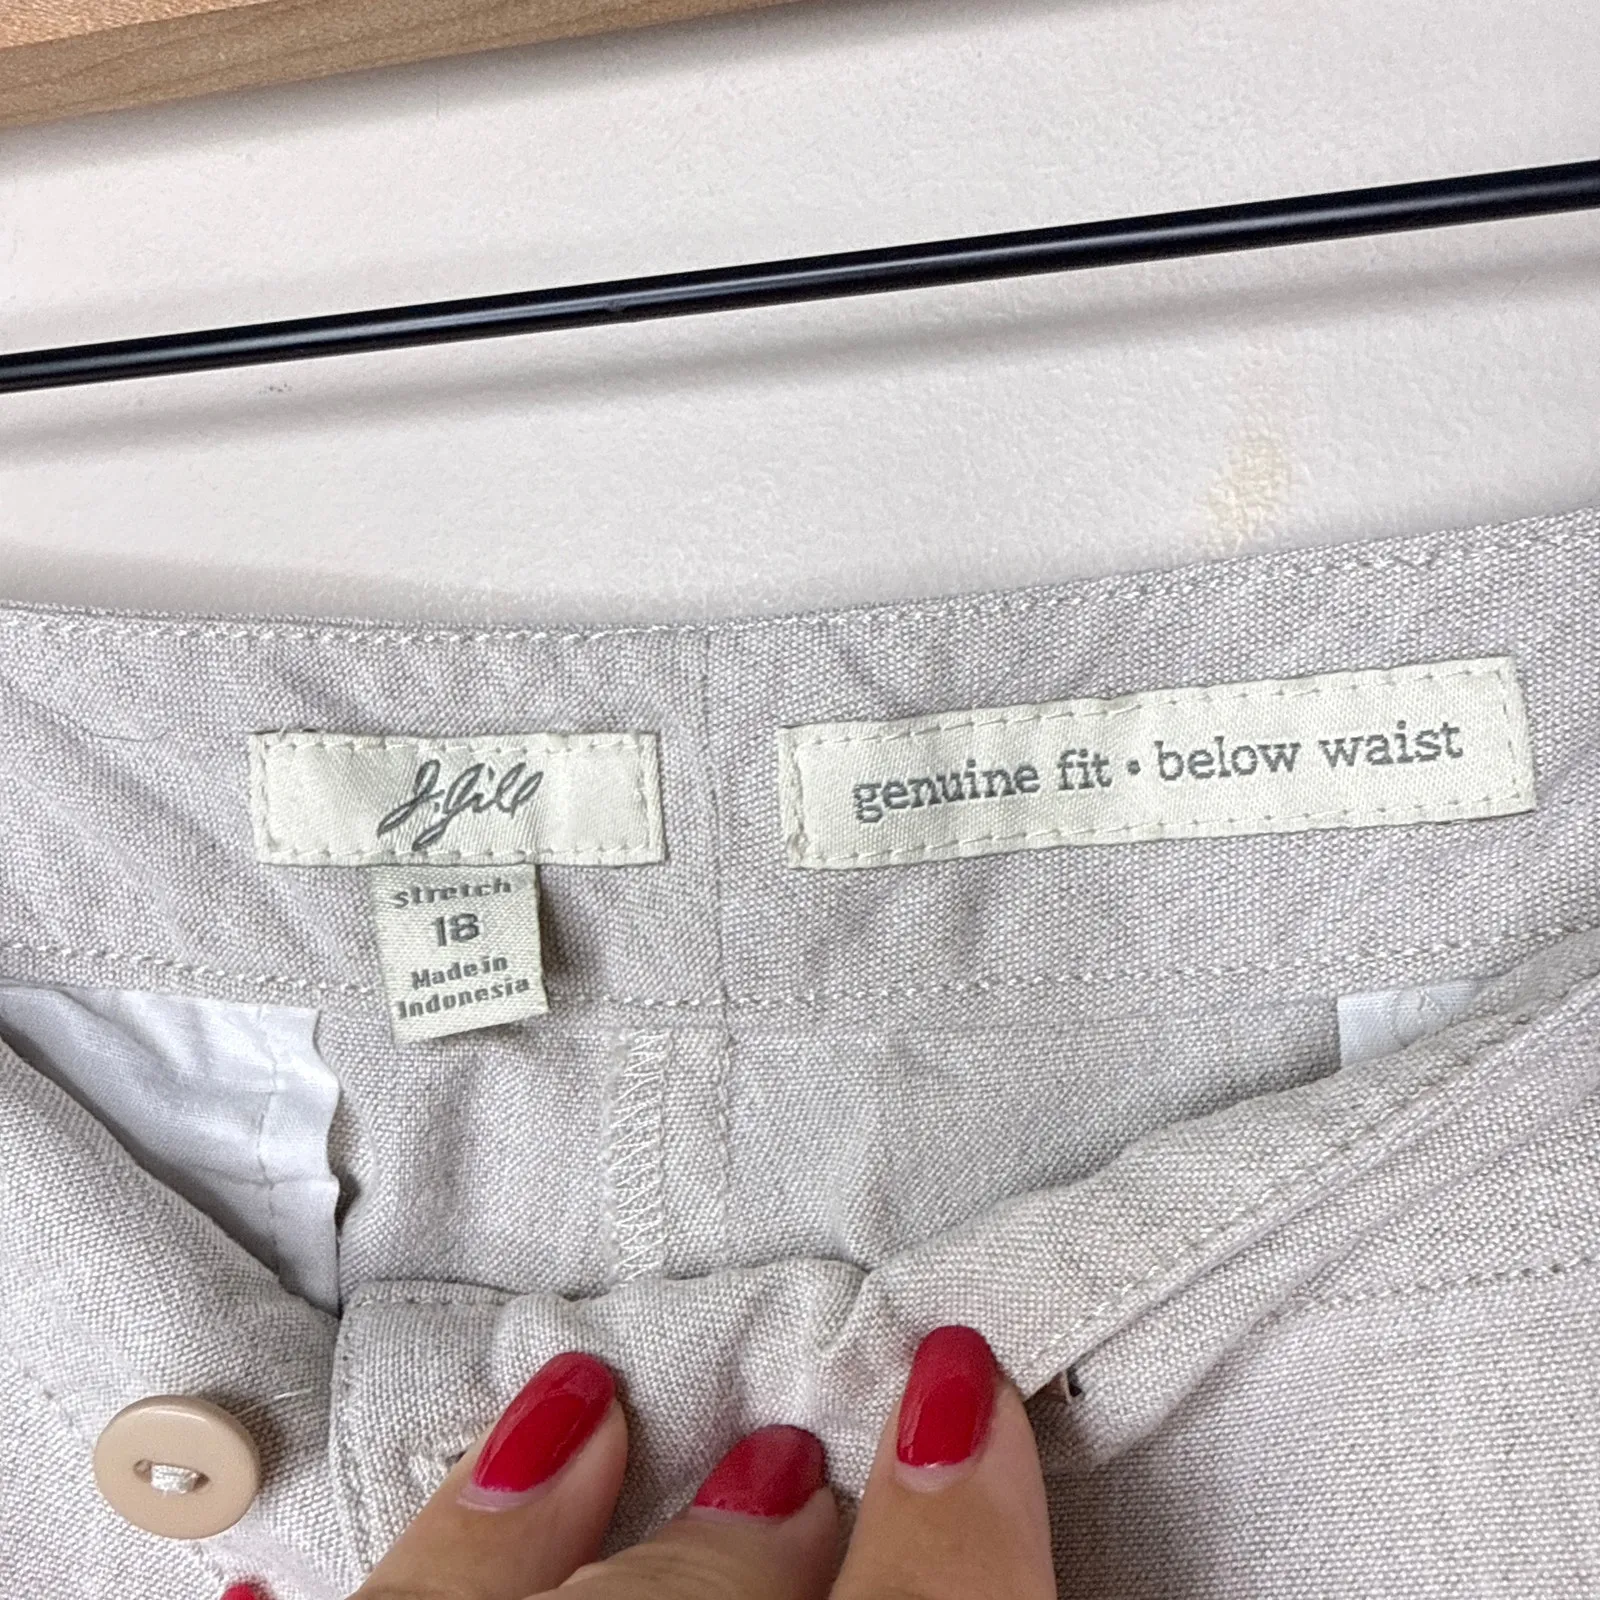 J.Jill
genuine fit • below waist
stretch
18
Made in
Indonesia